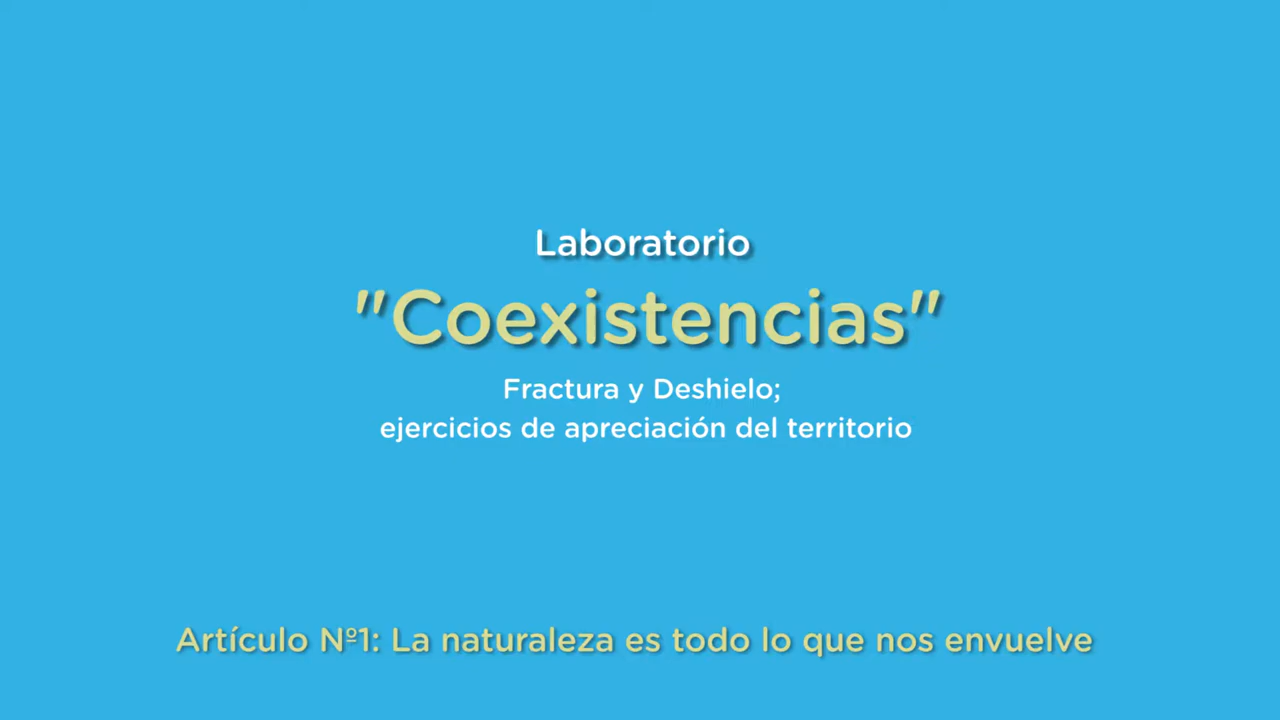 Laboratorio
"Coexistencias"
Fractura y Deshielo;
ejercicios de apreciación del territorio
Artículo Nº1: La naturaleza es todo lo que nos envuelve